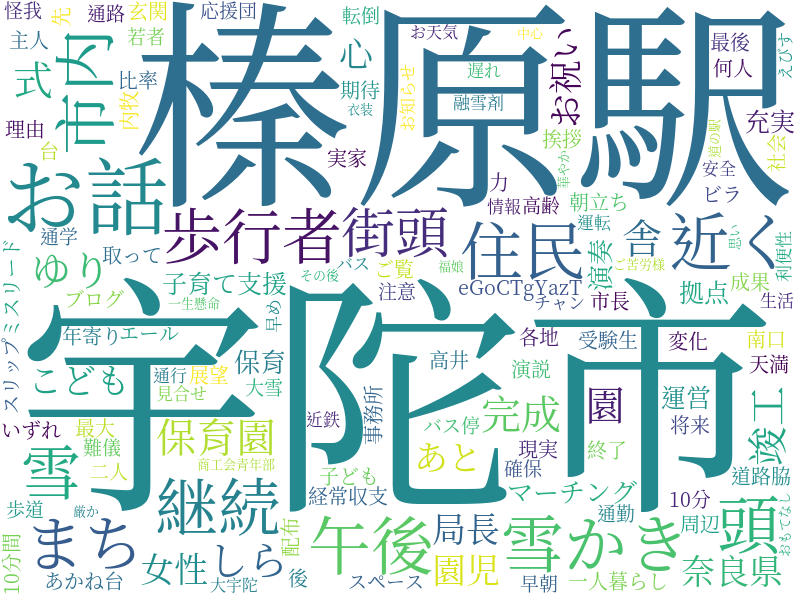 怪我 通路 玄関 応援団 転倒 お天気 中心 最後 えびす
先 主人 若者 心 遅れ お祝い 何人
式 市内 比率 期待 衣装 お知らせ 融雪剤 充実
榛原駅
理由 内牧 台 実家 挨拶 華やか 道の駅 社会
お話 力 情報 高齢 朝立ち 安全 ビラ
通学 取って 歩行者 街頭 住民 運転 舎 近く
ゆり バス ご覧 演奏 ご苦労様 思い 利便性
スリップ ミスリード ブログ 子育て支援 その後 福娘 注意 eGoCTgYazT チャン 市長 拠点 成果 生活
一生懸命 早め 年寄り エール 各地 受験生 変化 南口
宇陀市
こども 通行 展望 保育 高井 演説 天満
見合せ 大雪 事務所 園 運営
いずれ 最大 保育園 近鉄 バス停 完成 将来 竣工
雪 難儀 二人 商工会青年部 あと 現実 終了
子ども 確保 道路脇
歩道 厳か 継続 経常収支 マーチング 10分
まち 配布 午後 局長 雪かき 通勤 周辺 頭 おもてなし
10分間 あかね台 女性 しら 園児 奈良県
大宇陀 後 スペース 早朝 一人暮らし